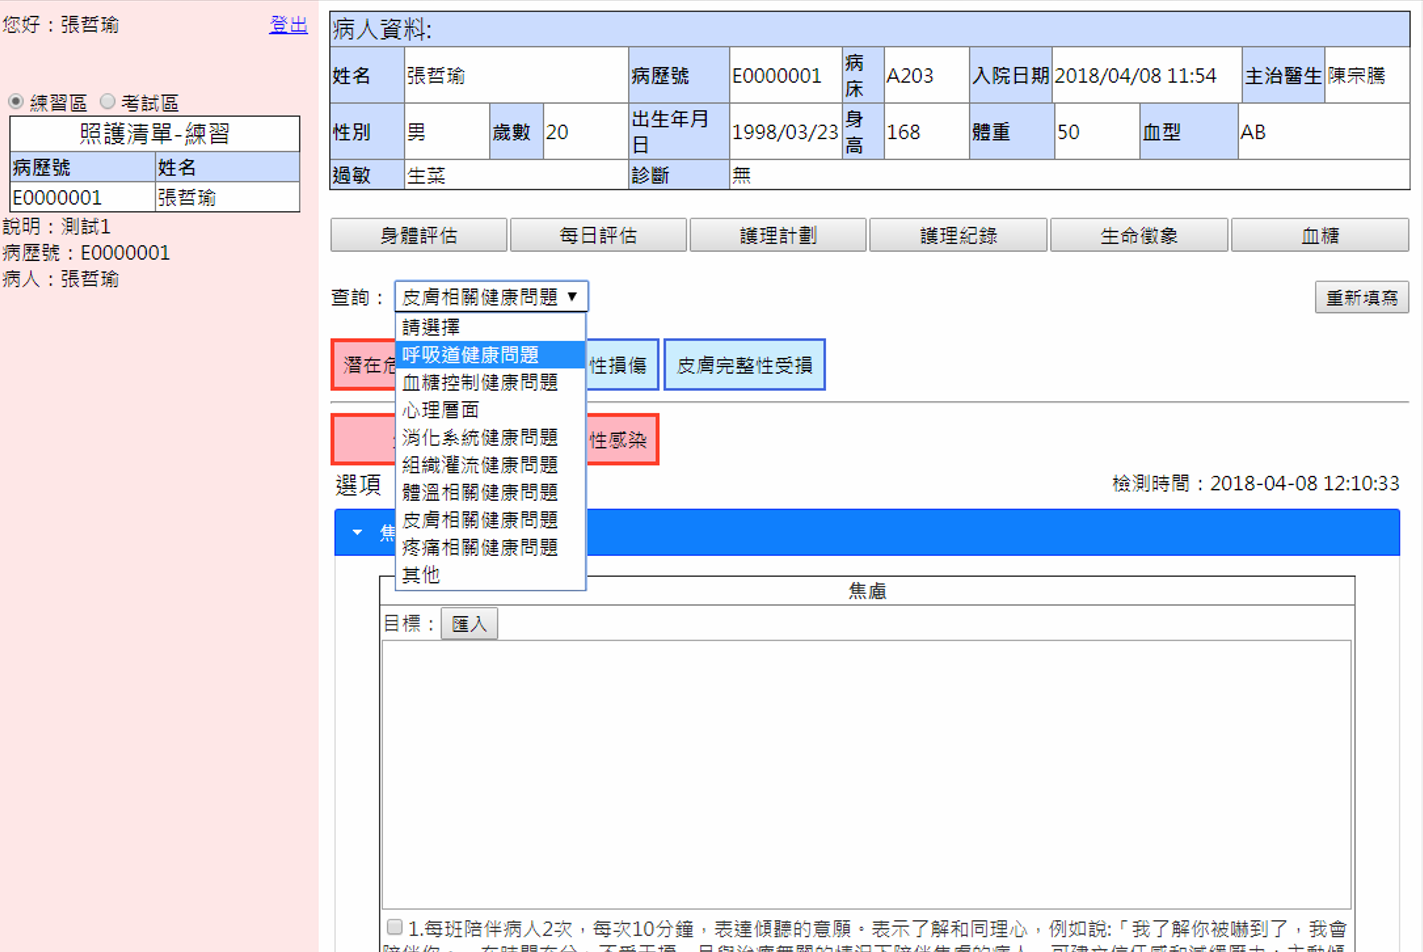 您好：張哲瑜
登出
練習區 考試區
照護清單-練習
病歷號 姓名
E0000001 張哲瑜
說明：測試1
病歷號：E0000001
病人：張哲瑜
病人資料:
姓名 張哲瑜 病歷號 E0000001 病床 A203 入院日期 2018/04/08 11:54 主治醫生 陳宗騰
性別 男 歲數 20 出生年月日 1998/03/23 身高 168 體重 50 血型 AB
過敏 生菜 診斷 無
身體評估 每日評估 護理計劃 護理紀錄 生命徵象 血糖
查詢： 皮膚相關健康問題 ▼
重新填寫
請選擇
呼吸道健康問題
血糖控制健康問題
心理層面
消化系統健康問題
組織灌流健康問題
體溫相關健康問題
皮膚相關健康問題
疼痛相關健康問題
其他
潛在危 性損傷 皮膚完整性受損
性感染
選項
檢測時間：2018-04-08 12:10:33
焦慮
目標： 匯入
1.每班陪伴病人2次，每次10分鐘，表達傾聽的意願。表示了解和同理心，例如說:「我了解你被嚇到了，我會